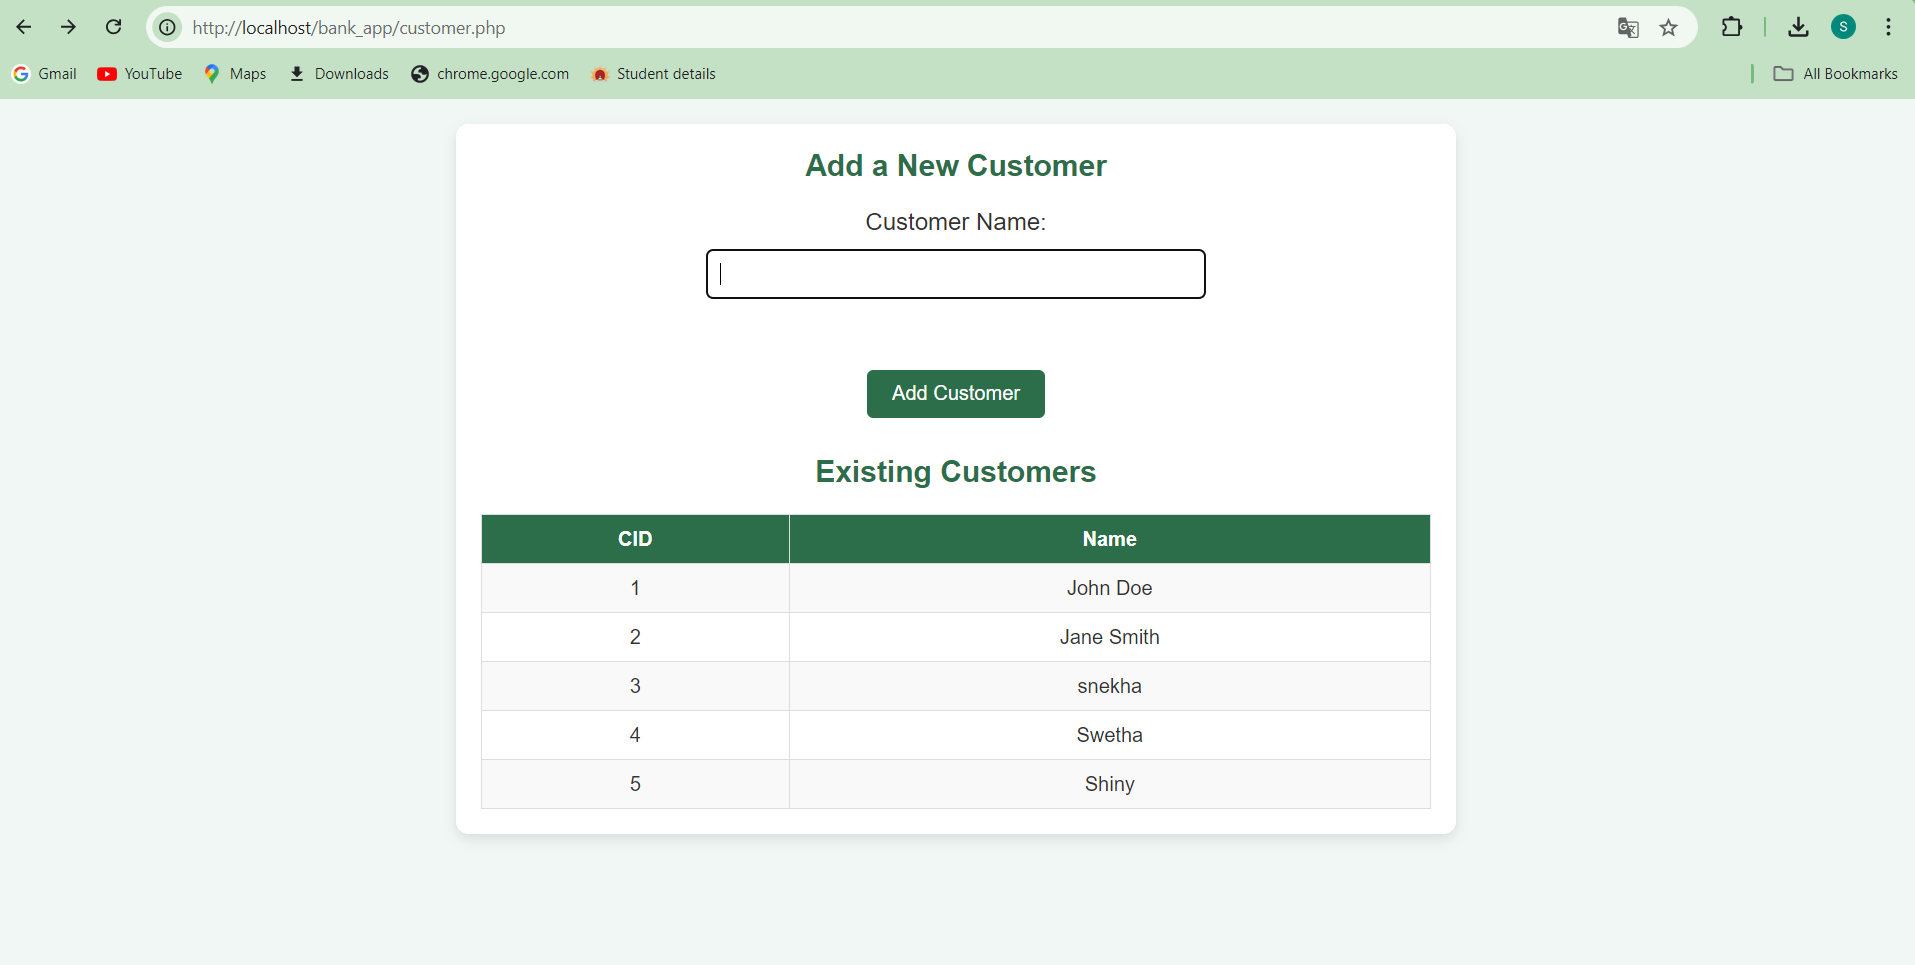 http://localhost/bank_app/customer.php
S
Gmail YouTube Maps Downloads chrome.google.com Student details All Bookmarks
Add a New Customer
Customer Name:
Add Customer
Existing Customers
CID Name
1 John Doe
2 Jane Smith
3 snekha
4 Swetha
5 Shiny